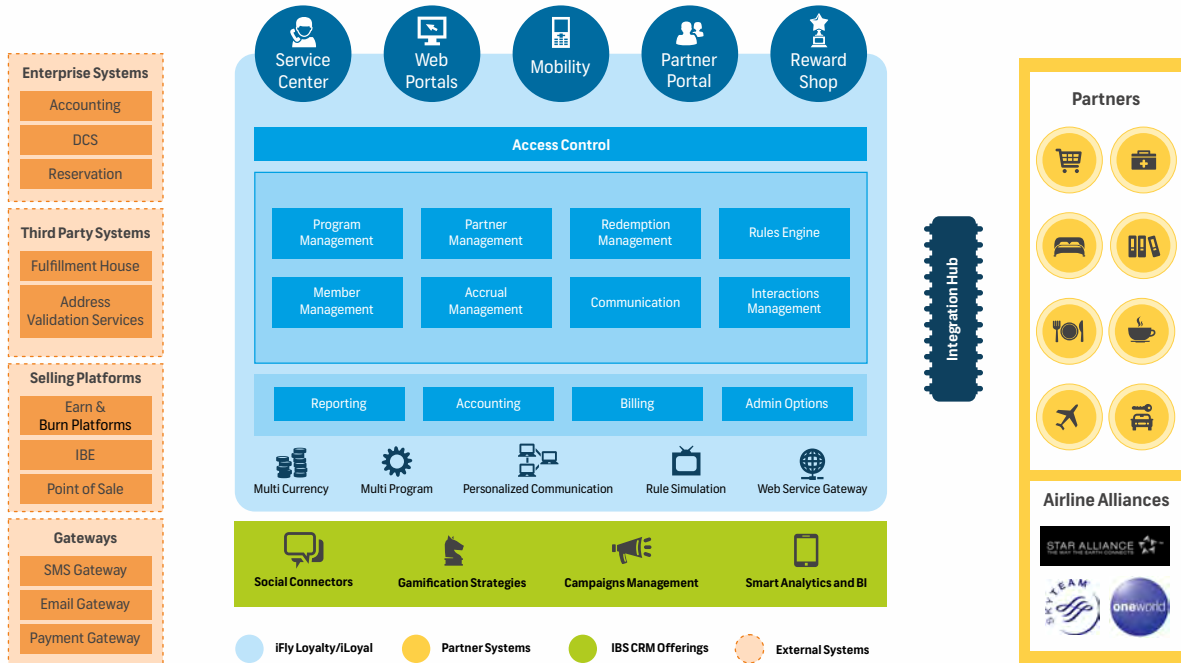 Service
Center
Web
Portals
Mobility
Partner
Portal
Reward
Shop
Enterprise Systems
Accounting
DCS
Reservation
Third Party Systems
Fulfillment House
Address
Validation Services
Selling Platforms
Earn &
Burn Platforms
IBE
Point of Sale
Gateways
SMS Gateway
Email Gateway
Payment Gateway
Access Control
Program
Management
Partner
Management
Redemption
Management
Rules Engine
Member
Management
Accrual
Management
Communication
Interactions
Management
Reporting
Accounting
Billing
Admin Options
Multi Currency
Multi Program
Personalized Communication
Rule Simulation
Web Service Gateway
Social Connectors
Gamification Strategies
Campaigns Management
Smart Analytics and BI
iFly Loyalty/iLoyal
Partner Systems
IBS CRM Offerings
External Systems
Integration Hub
Partners
Airline Alliances
STAR ALLIANCE
THE WAY THE EARTH CONNECTS
SKYTEAM
oneworld